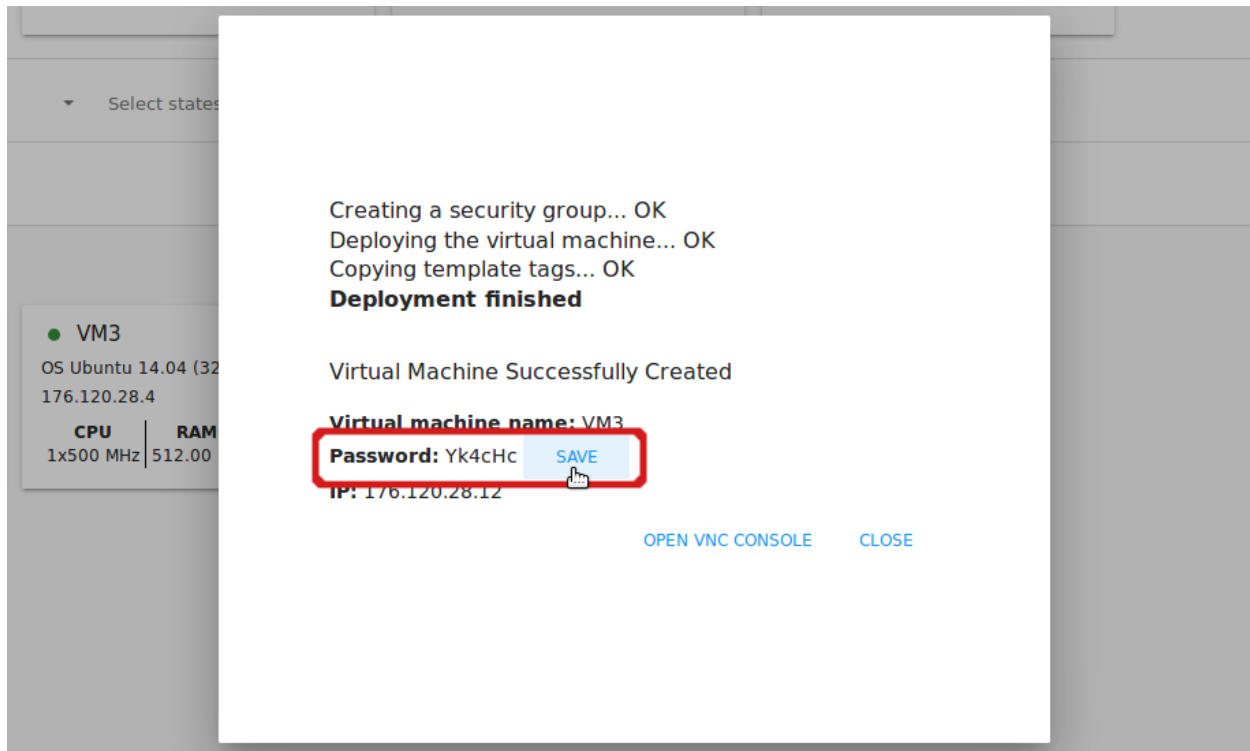 Select states
Creating a security group... OK
Deploying the virtual machine... OK
Copying template tags... OK
Deployment finished
VM3
OS Ubuntu 14.04 (32
176.120.28.4
CPU RAM
1x500 MHz 512.00
Virtual Machine Successfully Created
Virtual machine name: VM3
Password: Yk4cHc SAVE
IP: 176.120.28.12
OPEN VNC CONSOLE CLOSE